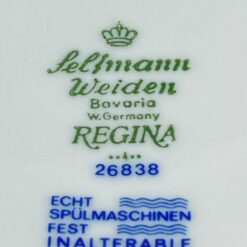 Seltmann
Weiden
Bavaria
W. Germany
REGINA
26838
ECHT
SPÜLMASCHINEN
FEST
INALTERABLE